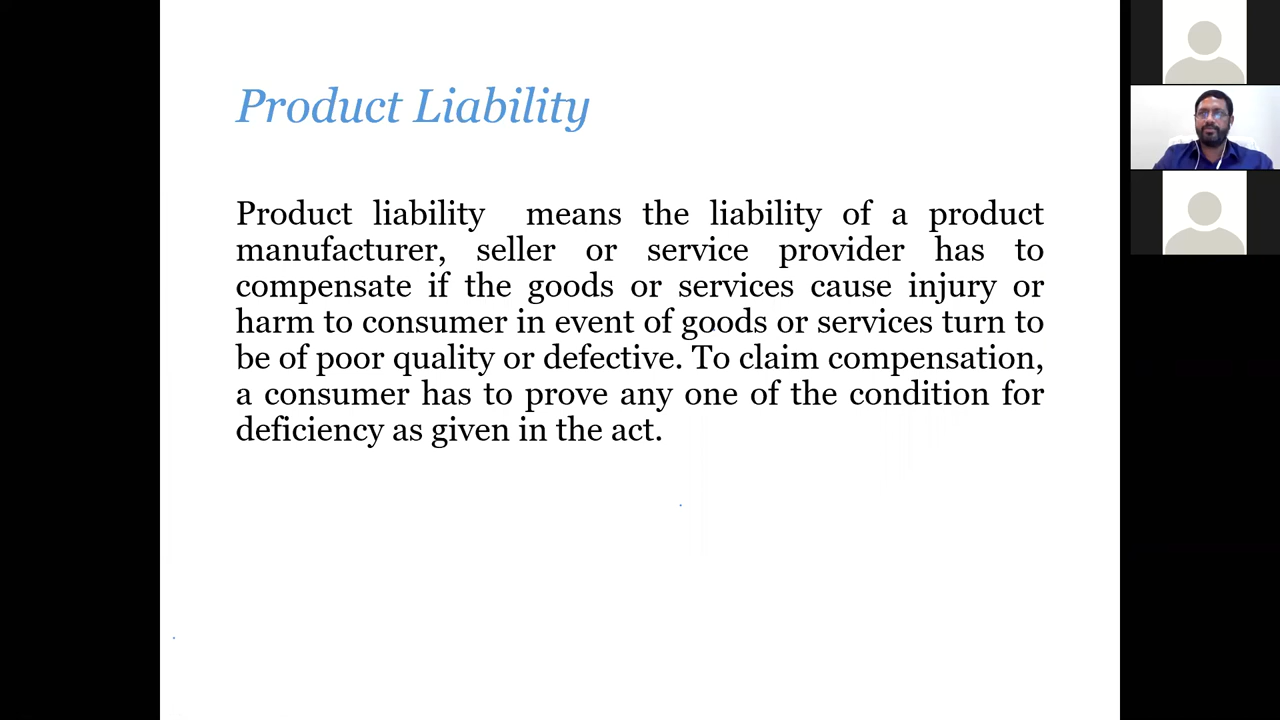 Product Liability
Product liability means the liability of a product
manufacturer, seller or service provider has to
compensate if the goods or services cause injury or
harm to consumer in event of goods or services turn to
be of poor quality or defective. To claim compensation,
a consumer has to prove any one of the condition for
deficiency as given in the act.